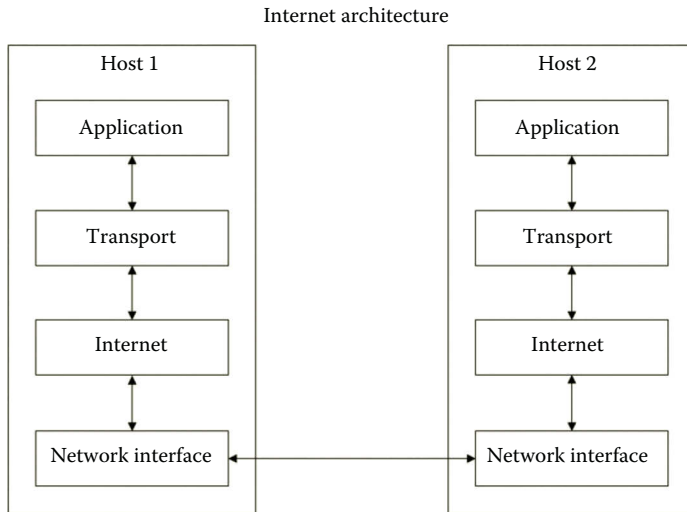 Internet architecture
Host 1
Application
Transport
Internet
Network interface
Host 2
Application
Transport
Internet
Network interface